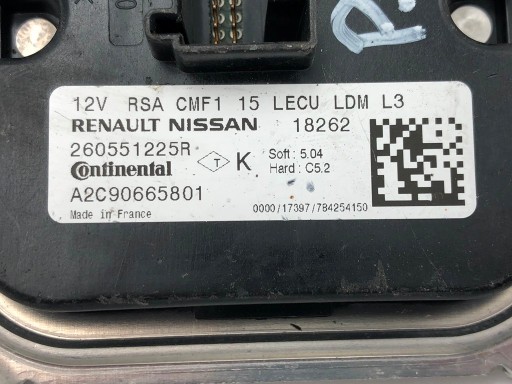 12V RSA CMF1 15 LECU LDM L3
RENAULT NISSAN 18262
260551225R
Continental T K Soft : 5.04
Hard : C5.2
A2C90665801
Made in France 0000/17397/784254150